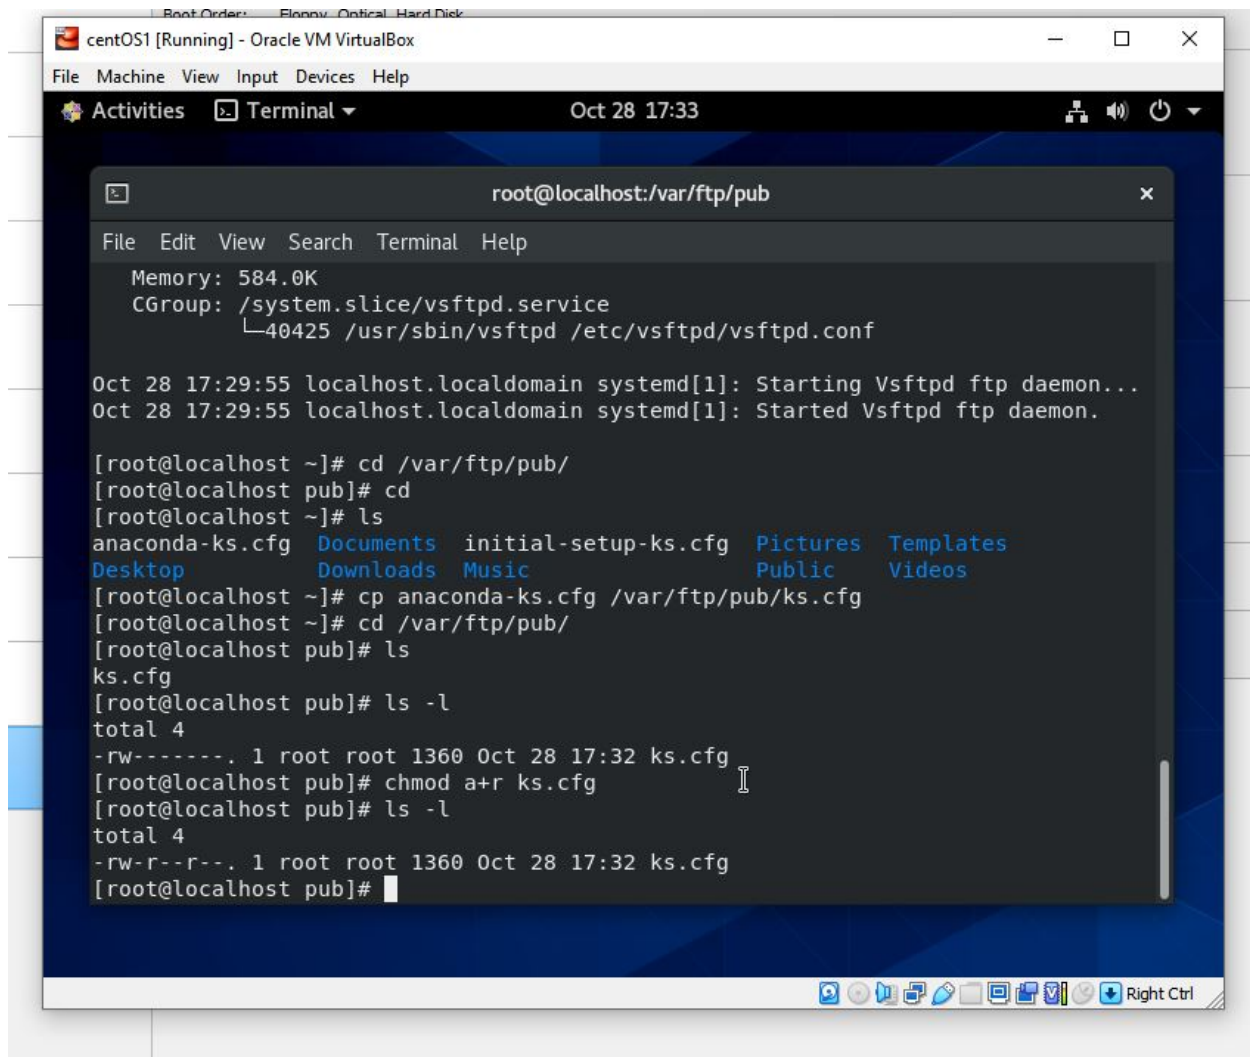 Boot Order: Floppy, Optical, Hard Disk
centOS1 [Running] - Oracle VM VirtualBox
File Machine View Input Devices Help
Activities Terminal Oct 28 17:33
root@localhost:/var/ftp/pub
File Edit View Search Terminal Help
Memory: 584.0K
CGroup: /system.slice/vsftpd.service
└─40425 /usr/sbin/vsftpd /etc/vsftpd/vsftpd.conf
Oct 28 17:29:55 localhost.localdomain systemd[1]: Starting Vsftpd ftp daemon...
Oct 28 17:29:55 localhost.localdomain systemd[1]: Started Vsftpd ftp daemon.
[root@localhost ~]# cd /var/ftp/pub/
[root@localhost pub]# cd
[root@localhost ~]# ls
anaconda-ks.cfg Documents initial-setup-ks.cfg Pictures Templates
Desktop Downloads Music Public Videos
[root@localhost ~]# cp anaconda-ks.cfg /var/ftp/pub/ks.cfg
[root@localhost ~]# cd /var/ftp/pub/
[root@localhost pub]# ls
ks.cfg
[root@localhost pub]# ls -l
total 4
-rw-------. 1 root root 1360 Oct 28 17:32 ks.cfg
[root@localhost pub]# chmod a+r ks.cfg
[root@localhost pub]# ls -l
total 4
-rw-r--r--. 1 root root 1360 Oct 28 17:32 ks.cfg
[root@localhost pub]#
Right Ctrl